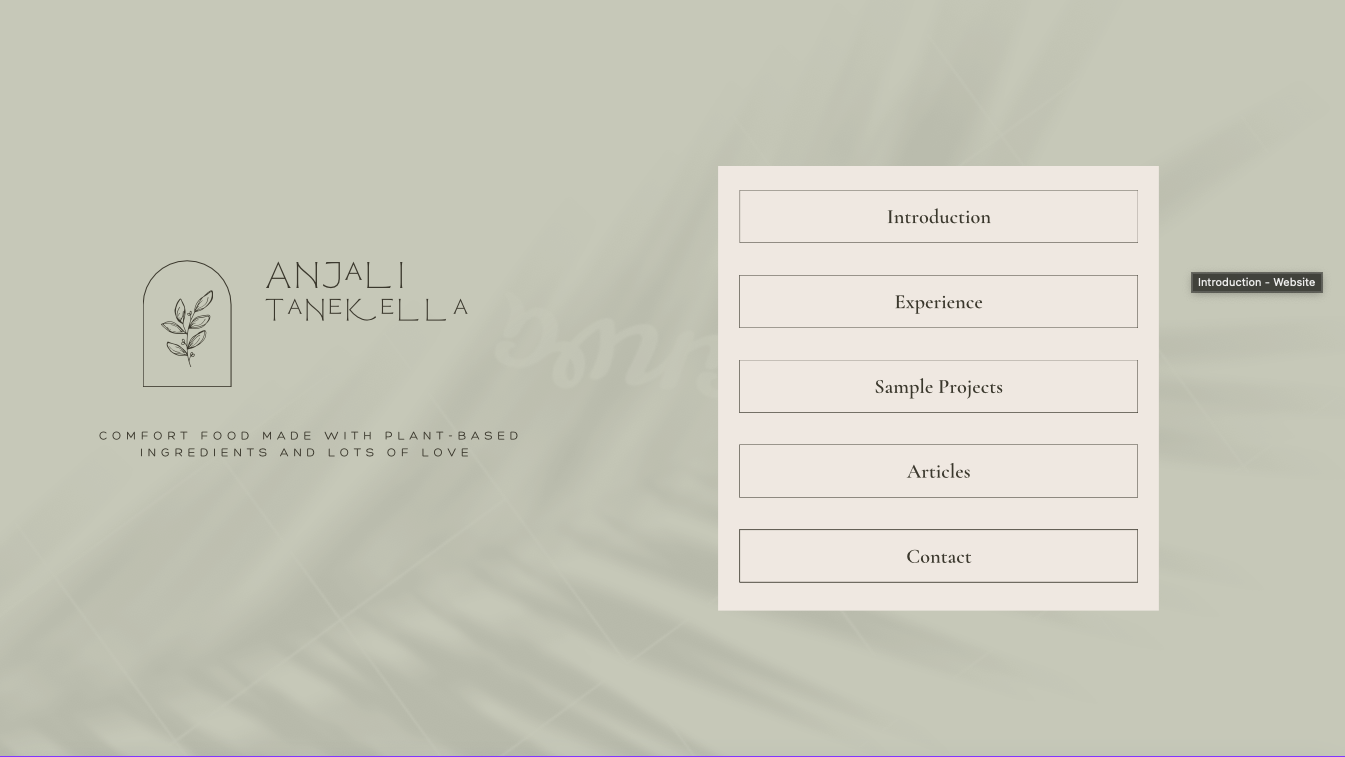 ANJALI
TANEKELLA
COMFORT FOOD MADE WITH PLANT-BASED
INGREDIENTS AND LOTS OF LOVE
Introduction
Experience
Sample Projects
Articles
Contact
Introduction - Website